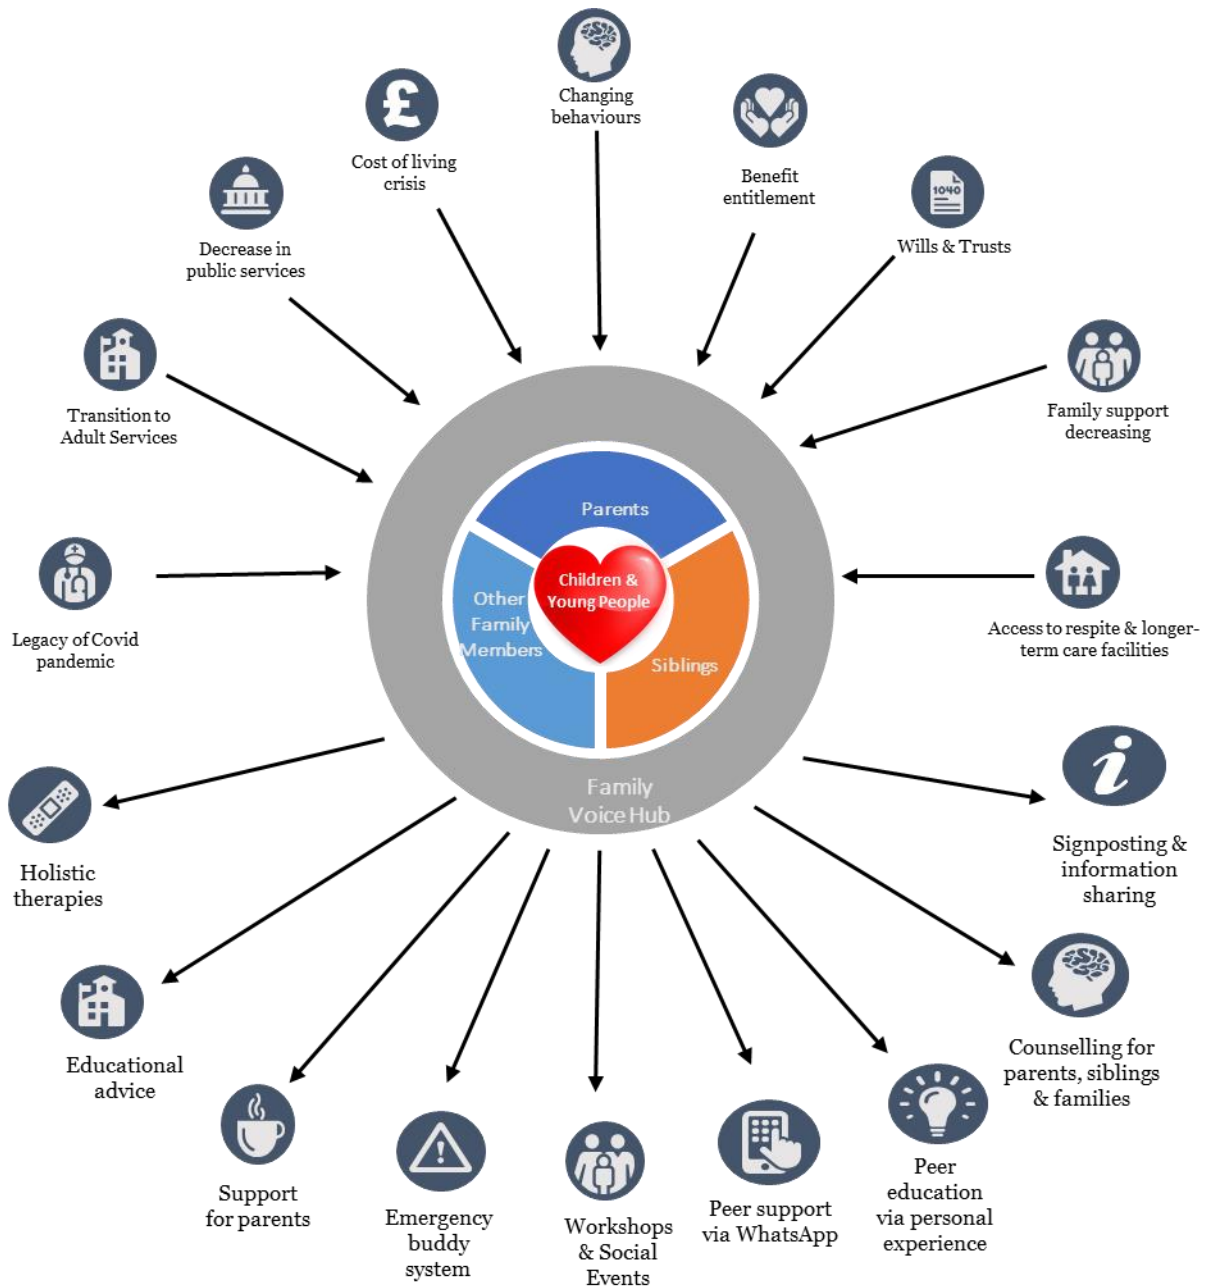 Changing
behaviours
Cost of living
crisis
Benefit
entitlement
1040
Decrease in
public services
Wills & Trusts
Transition to
Adult Services
Family support
decreasing
Legacy of Covid
pandemic
Access to respite & longer-
term care facilities
Parents
Children &
Young People
Other
Family
Members
Siblings
Family
Voice Hub
Holistic
therapies
Signposting &
information
sharing
Educational
advice
Counselling for
parents, siblings
& families
Support
for parents
Emergency
buddy
system
Workshops
& Social
Events
Peer support
via WhatsApp
Peer
education
via personal
experience